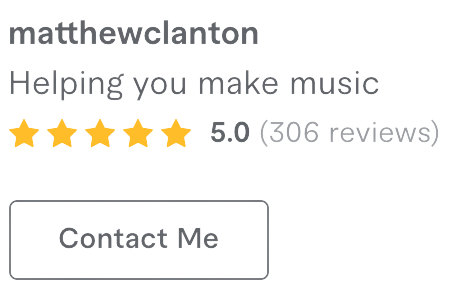 matthewclanton
Helping you make music
5.0 (306 reviews)
Contact Me